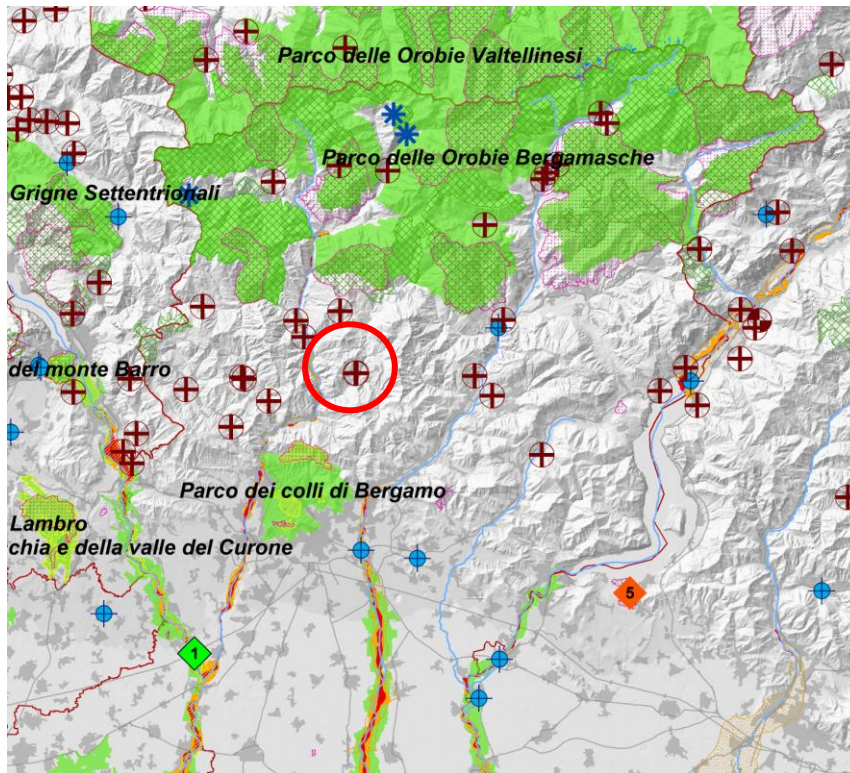 Parco delle Orobie Valtellinesi
Parco delle Orobie Bergamasche
Grigne Settentrionali
del monte Barro
Parco dei colli di Bergamo
Lambro
chia e della valle del Curone
5
1